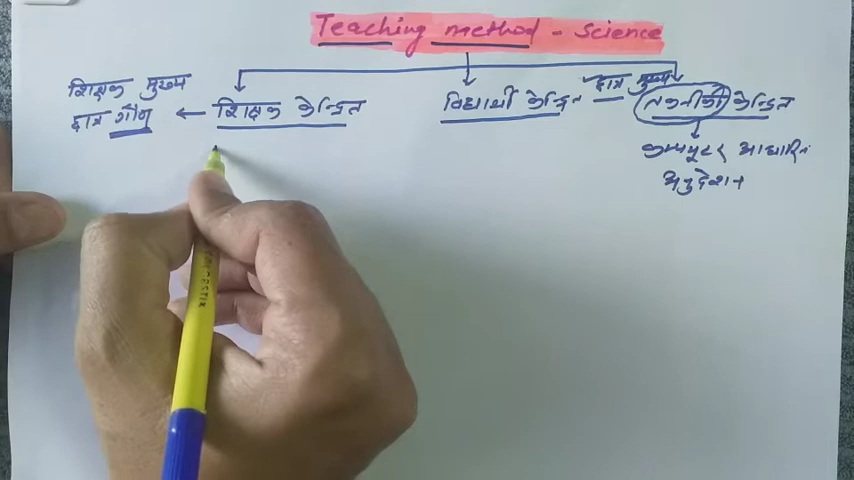 Teaching method - Science
शिक्षक मुख्य
छात्र गौण ← शिक्षक केन्द्रित
विद्यार्थी केन्द्रित छात्र मुख्य
तकनीकी केन्द्रित
कम्प्यूटर आधारित
अनुदेशन